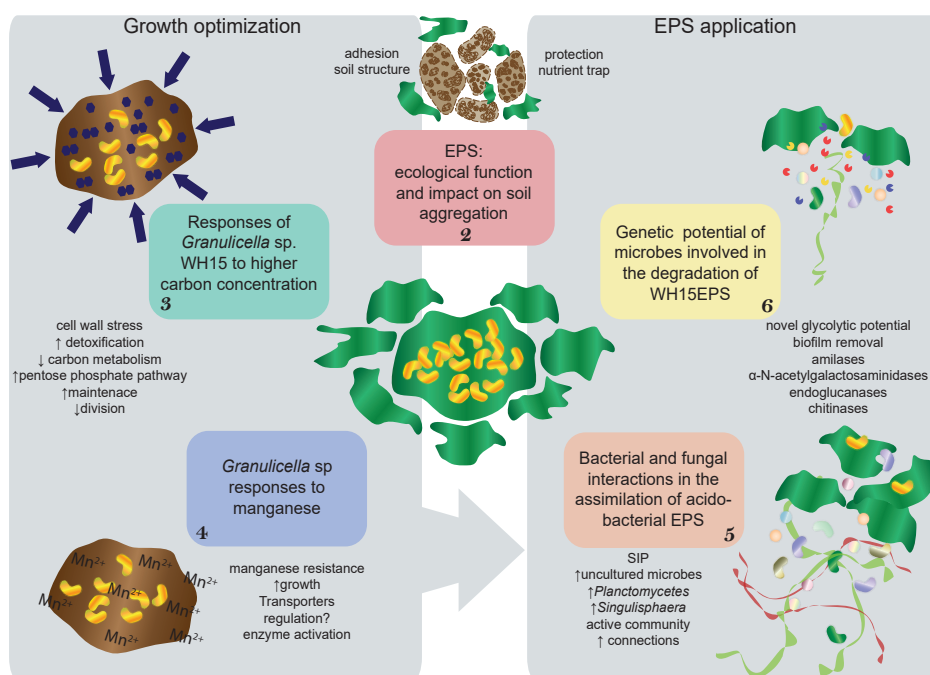 Growth optimization
EPS application
adhesion
soil structure
protection
nutrient trap
EPS:
ecological function
and impact on soil
aggregation
2
Responses of
Granulicella sp.
WH15 to higher
carbon concentration
3
cell wall stress
↑ detoxification
↓ carbon metabolism
↑pentose phosphate pathway
↑maintenace
↓division
Granulicella sp
responses to
manganese
4
Mn2+
Mn2+
Mn2+
Mn2+
Mn2+
Mn2+
Mn2+
manganese resistance
↑growth
Transporters
regulation?
enzyme activation
Genetic potential of
microbes involved in
the degradation of
WH15EPS
6
novel glycolytic potential
biofilm removal
amilases
α-N-acetylgalactosaminidases
endoglucanases
chitinases
Bacterial and fungal
interactions in the
assimilation of acido-
bacterial EPS
5
SIP
↑uncultured microbes
↑Planctomycetes
↑Singulisphaera
active community
↑ connections